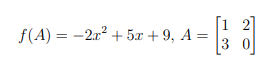 f(A) = −2x² + 5x + 9, A = [1 2
3 0]